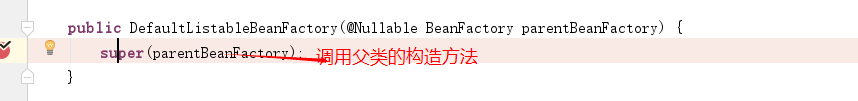 public DefaultListableBeanFactory(@Nullable BeanFactory parentBeanFactory) {
super(parentBeanFactory); 调用父类的构造方法
}